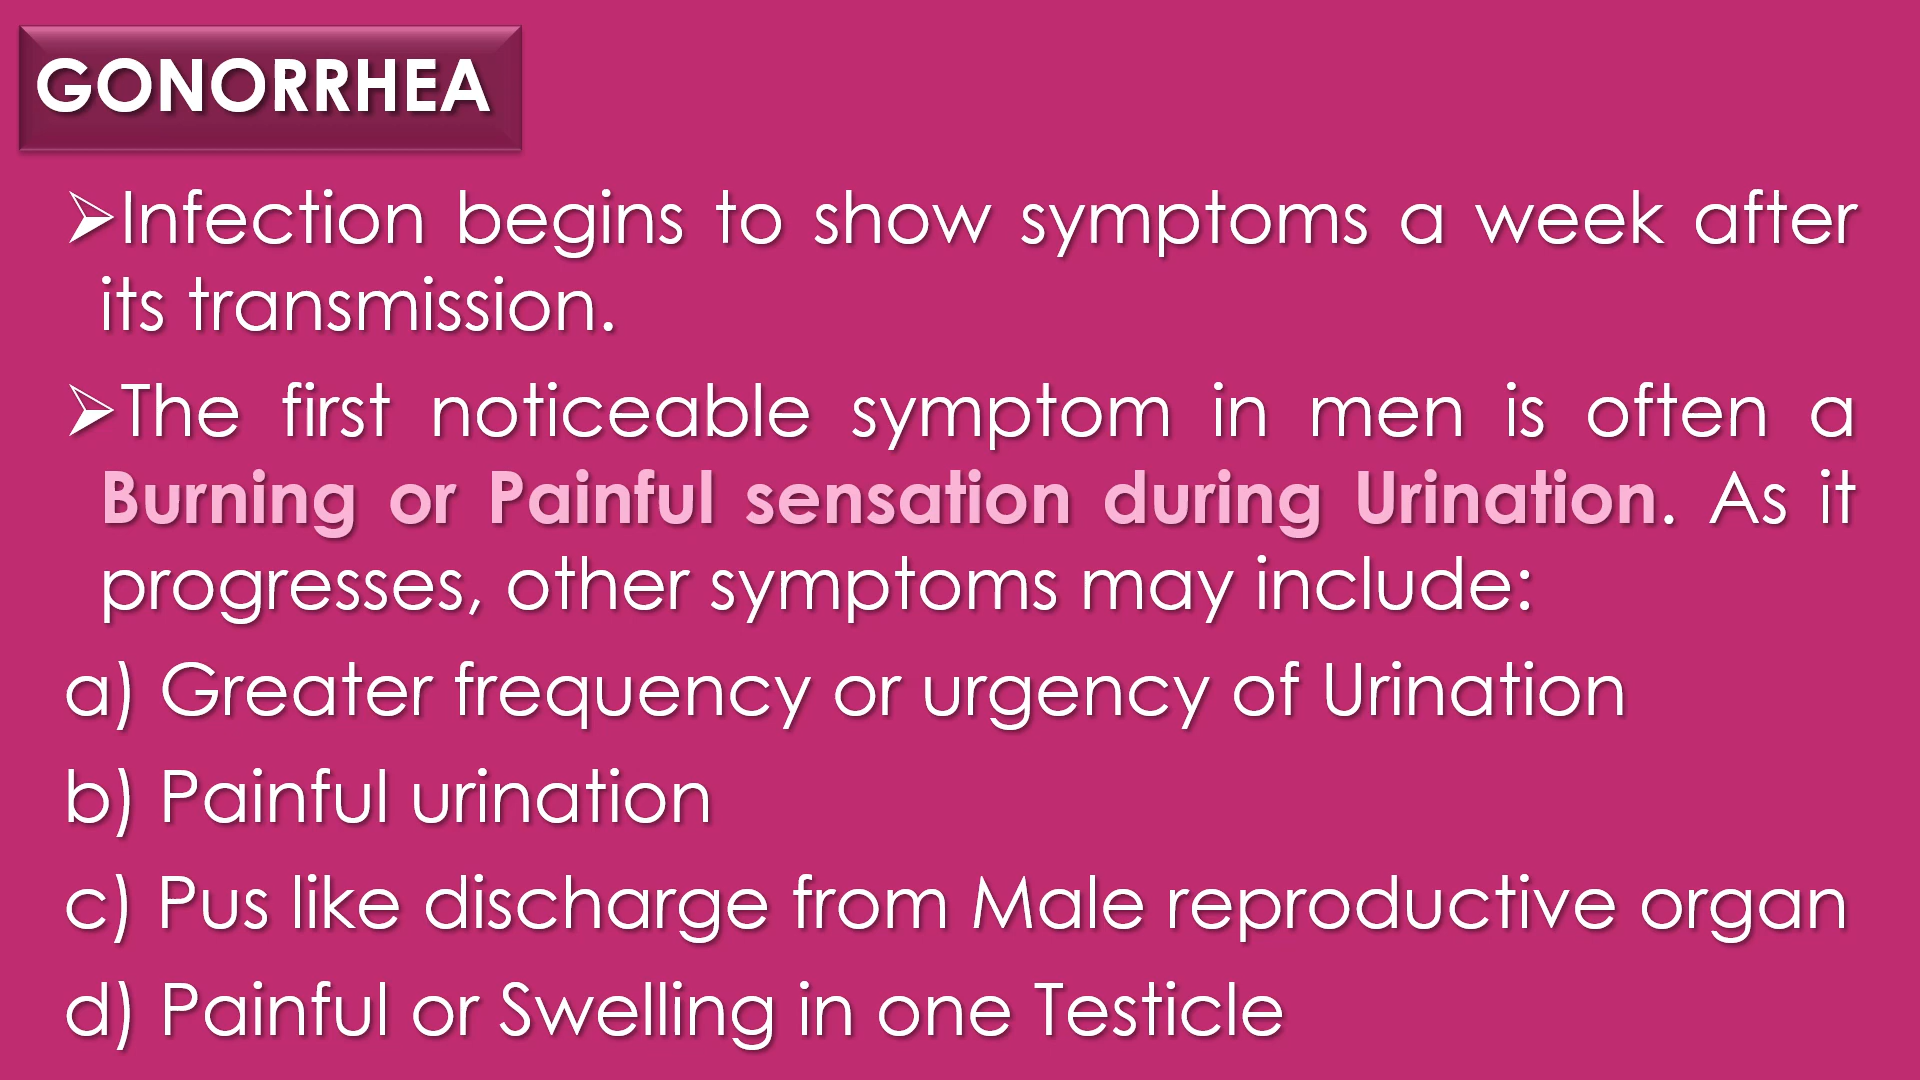 GONORRHEA
➢Infection begins to show symptoms a week after
its transmission.
➢The first noticeable symptom in men is often a
Burning or Painful sensation during Urination. As it
progresses, other symptoms may include:
a) Greater frequency or urgency of Urination
b) Painful urination
c) Pus like discharge from Male reproductive organ
d) Painful or Swelling in one Testicle